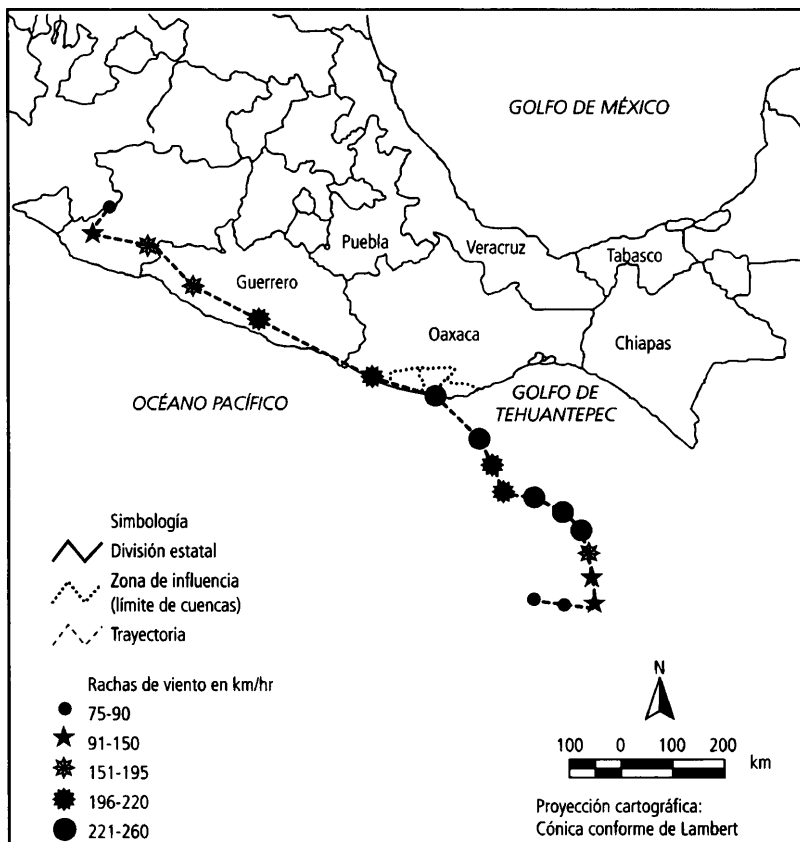 GOLFO DE MÉXICO
Puebla
Veracruz
Tabasco
Guerrero
Oaxaca
Chiapas
OCÉANO PACÍFICO
GOLFO DE
TEHUANTEPEC
Simbología
División estatal
Zona de influencia
(límite de cuencas)
Trayectoria
Rachas de viento en km/hr
75-90
91-150
151-195
196-220
221-260
N
100 0 100 200
km
Proyección cartográfica:
Cónica conforme de Lambert